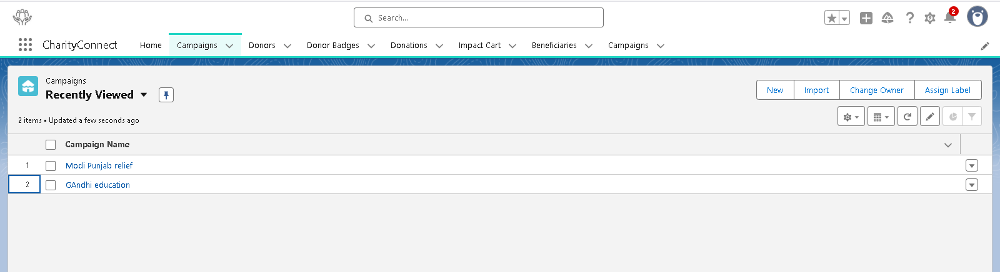 Search...
2
CharityConnect Home Campaigns Donors Donor Badges Donations Impact Cart Beneficiaries Campaigns
Campaigns
Recently Viewed
New Import Change Owner Assign Label
2 items • Updated a few seconds ago
Campaign Name
1 Modi Punjab relief
2 GAndhi education